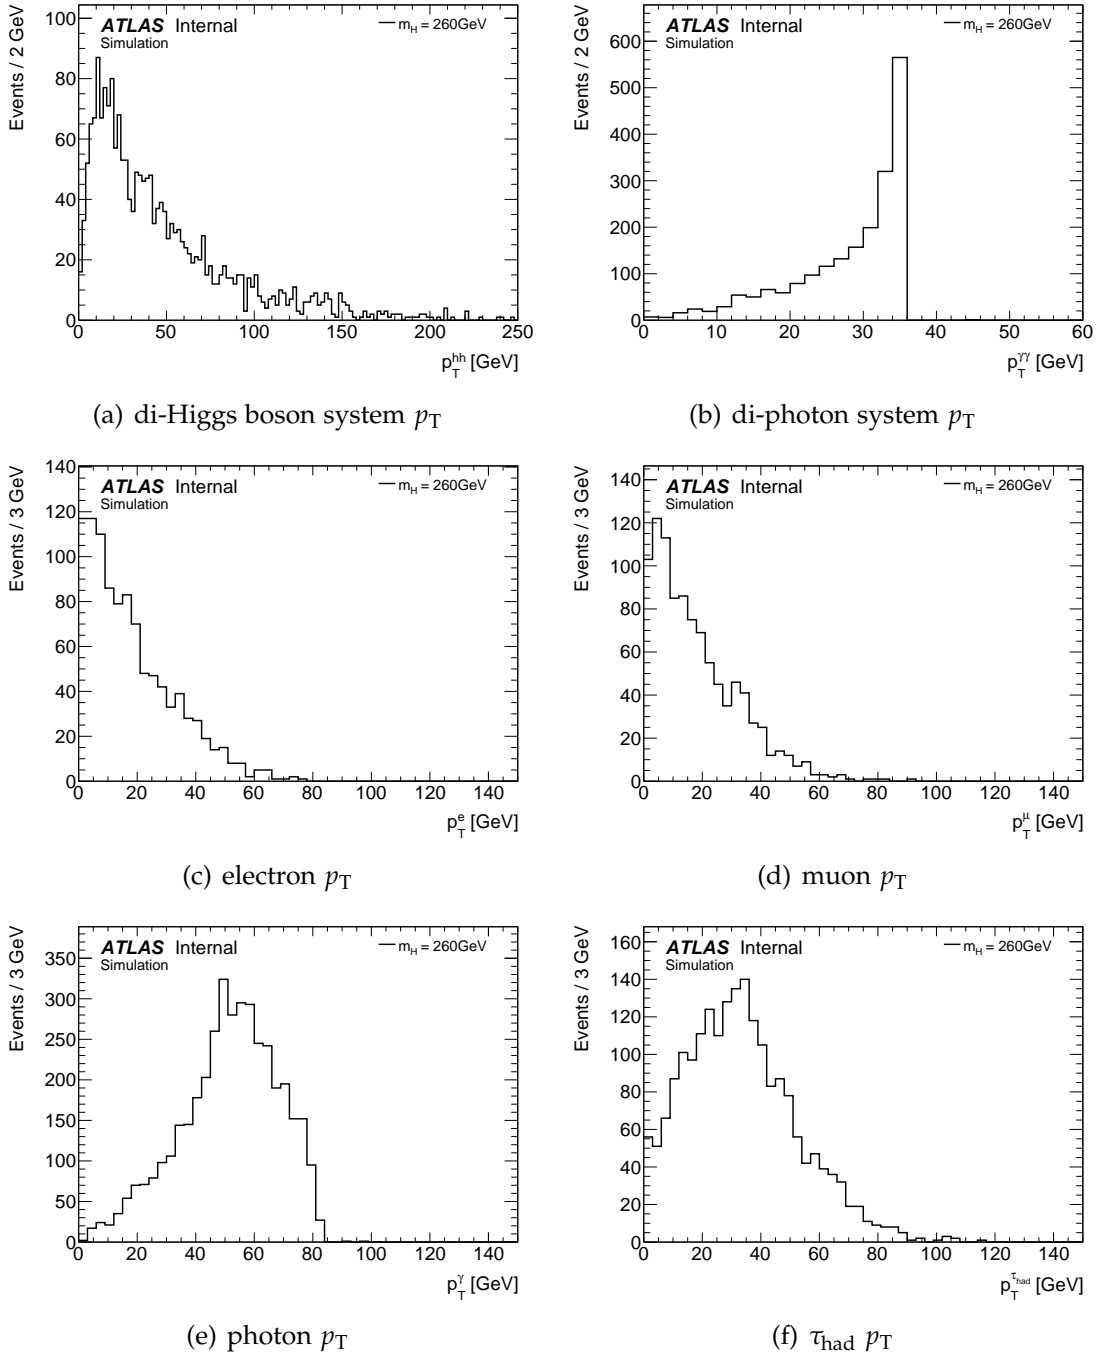 ATLAS Internal
Simulation
m_H = 260GeV
Events / 2 GeV
100
80
60
40
20
0
0 50 100 150 200 250
p_T^hh [GeV]
(a) di-Higgs boson system p_T
ATLAS Internal
Simulation
m_H = 260GeV
Events / 2 GeV
600
500
400
300
200
100
0
0 10 20 30 40 50 60
p_T^γγ [GeV]
(b) di-photon system p_T
ATLAS Internal
Simulation
m_H = 260GeV
Events / 3 GeV
140
120
100
80
60
40
20
0
0 20 40 60 80 100 120 140
p_T^e [GeV]
(c) electron p_T
ATLAS Internal
Simulation
m_H = 260GeV
Events / 3 GeV
140
120
100
80
60
40
20
0
0 20 40 60 80 100 120 140
p_T^μ [GeV]
(d) muon p_T
ATLAS Internal
Simulation
m_H = 260GeV
Events / 3 GeV
350
300
250
200
150
100
50
0
0 20 40 60 80 100 120 140
p_T^γ [GeV]
(e) photon p_T
ATLAS Internal
Simulation
m_H = 260GeV
Events / 3 GeV
160
140
120
100
80
60
40
20
0
0 20 40 60 80 100 120 140
p_T^τ_had [GeV]
(f) τ_had p_T